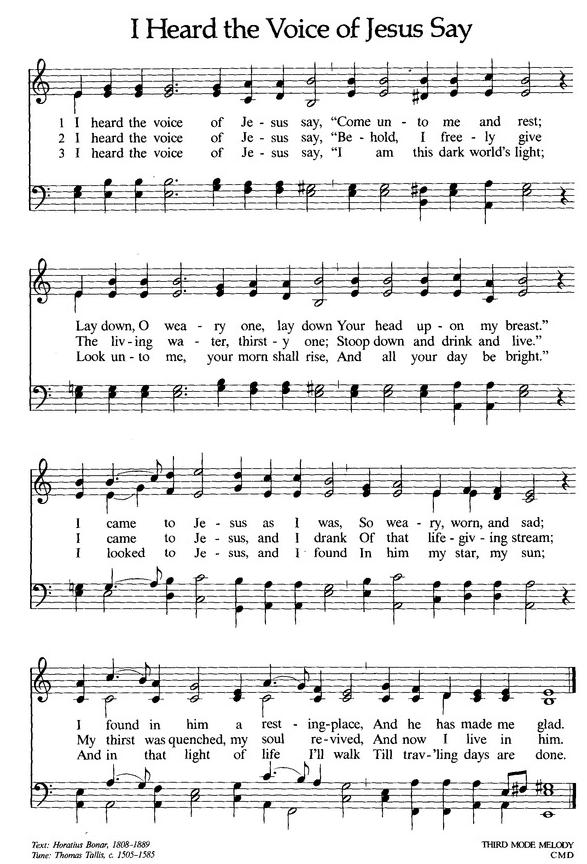 I Heard the Voice of Jesus Say
1 I heard the voice of Je - sus say, "Come un - to me and rest;
2 I heard the voice of Je - sus say, "Be - hold, I free - ly give
3 I heard the voice of Je - sus say, "I am this dark world's light;
Lay down, O wea - ry one, lay down Your head up - on my breast."
The liv - ing wa - ter, thirst - y one; Stoop down and drink and live."
Look un - to me, your morn shall rise, And all your day be bright."
I came to Je - sus as I was, So wea - ry, worn, and sad;
I came to Je - sus, and I drank Of that life - giv - ing stream;
I looked to Je - sus, and I found In him my star, my sun;
I found in him a rest - ing-place, And he has made me glad.
My thirst was quenched, my soul re - vived, And now I live in him.
And in that light of life I'll walk Till trav-'ling days are done.
Text: Horatius Bonar, 1808-1889
Tune: Thomas Tallis, c. 1505-1585
THIRD MODE MELODY
CMD